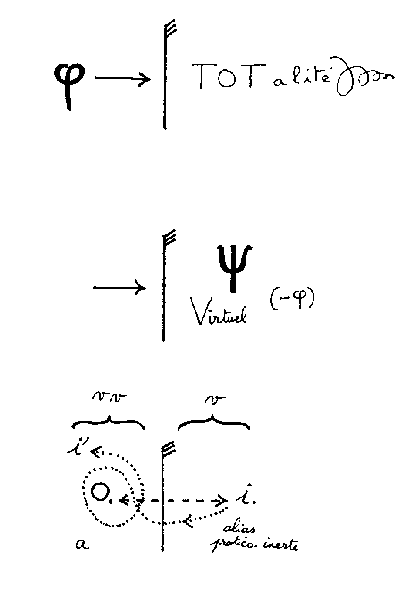 φ → TOTalité
→ ψ
Virtuel (-φ)
vv v
i' 
i.
alias
a pratico-inerte